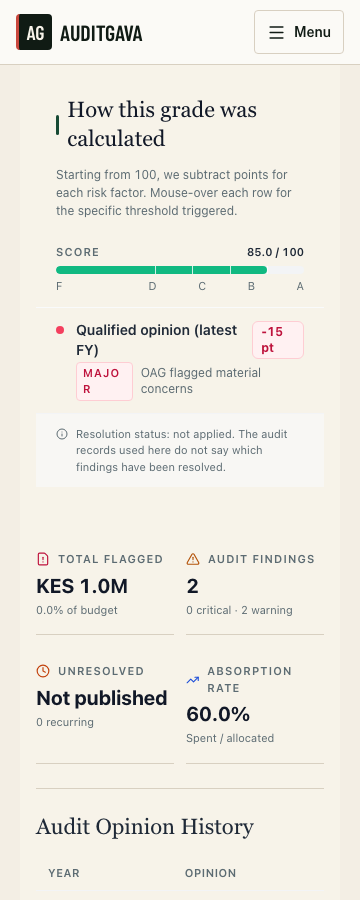 AG AUDITGAVA Menu
How this grade was
calculated
Starting from 100, we subtract points for
each risk factor. Mouse-over each row for
the specific threshold triggered.
SCORE 85.0 / 100
F D C B A
Qualified opinion (latest
FY)
-15
pt
MAJO
R
OAG flagged material
concerns
Resolution status: not applied. The audit
records used here do not say which
findings have been resolved.
TOTAL FLAGGED
KES 1.0M
0.0% of budget
AUDIT FINDINGS
2
0 critical · 2 warning
UNRESOLVED
Not published
0 recurring
ABSORPTION
RATE
60.0%
Spent / allocated
Audit Opinion History
YEAR OPINION